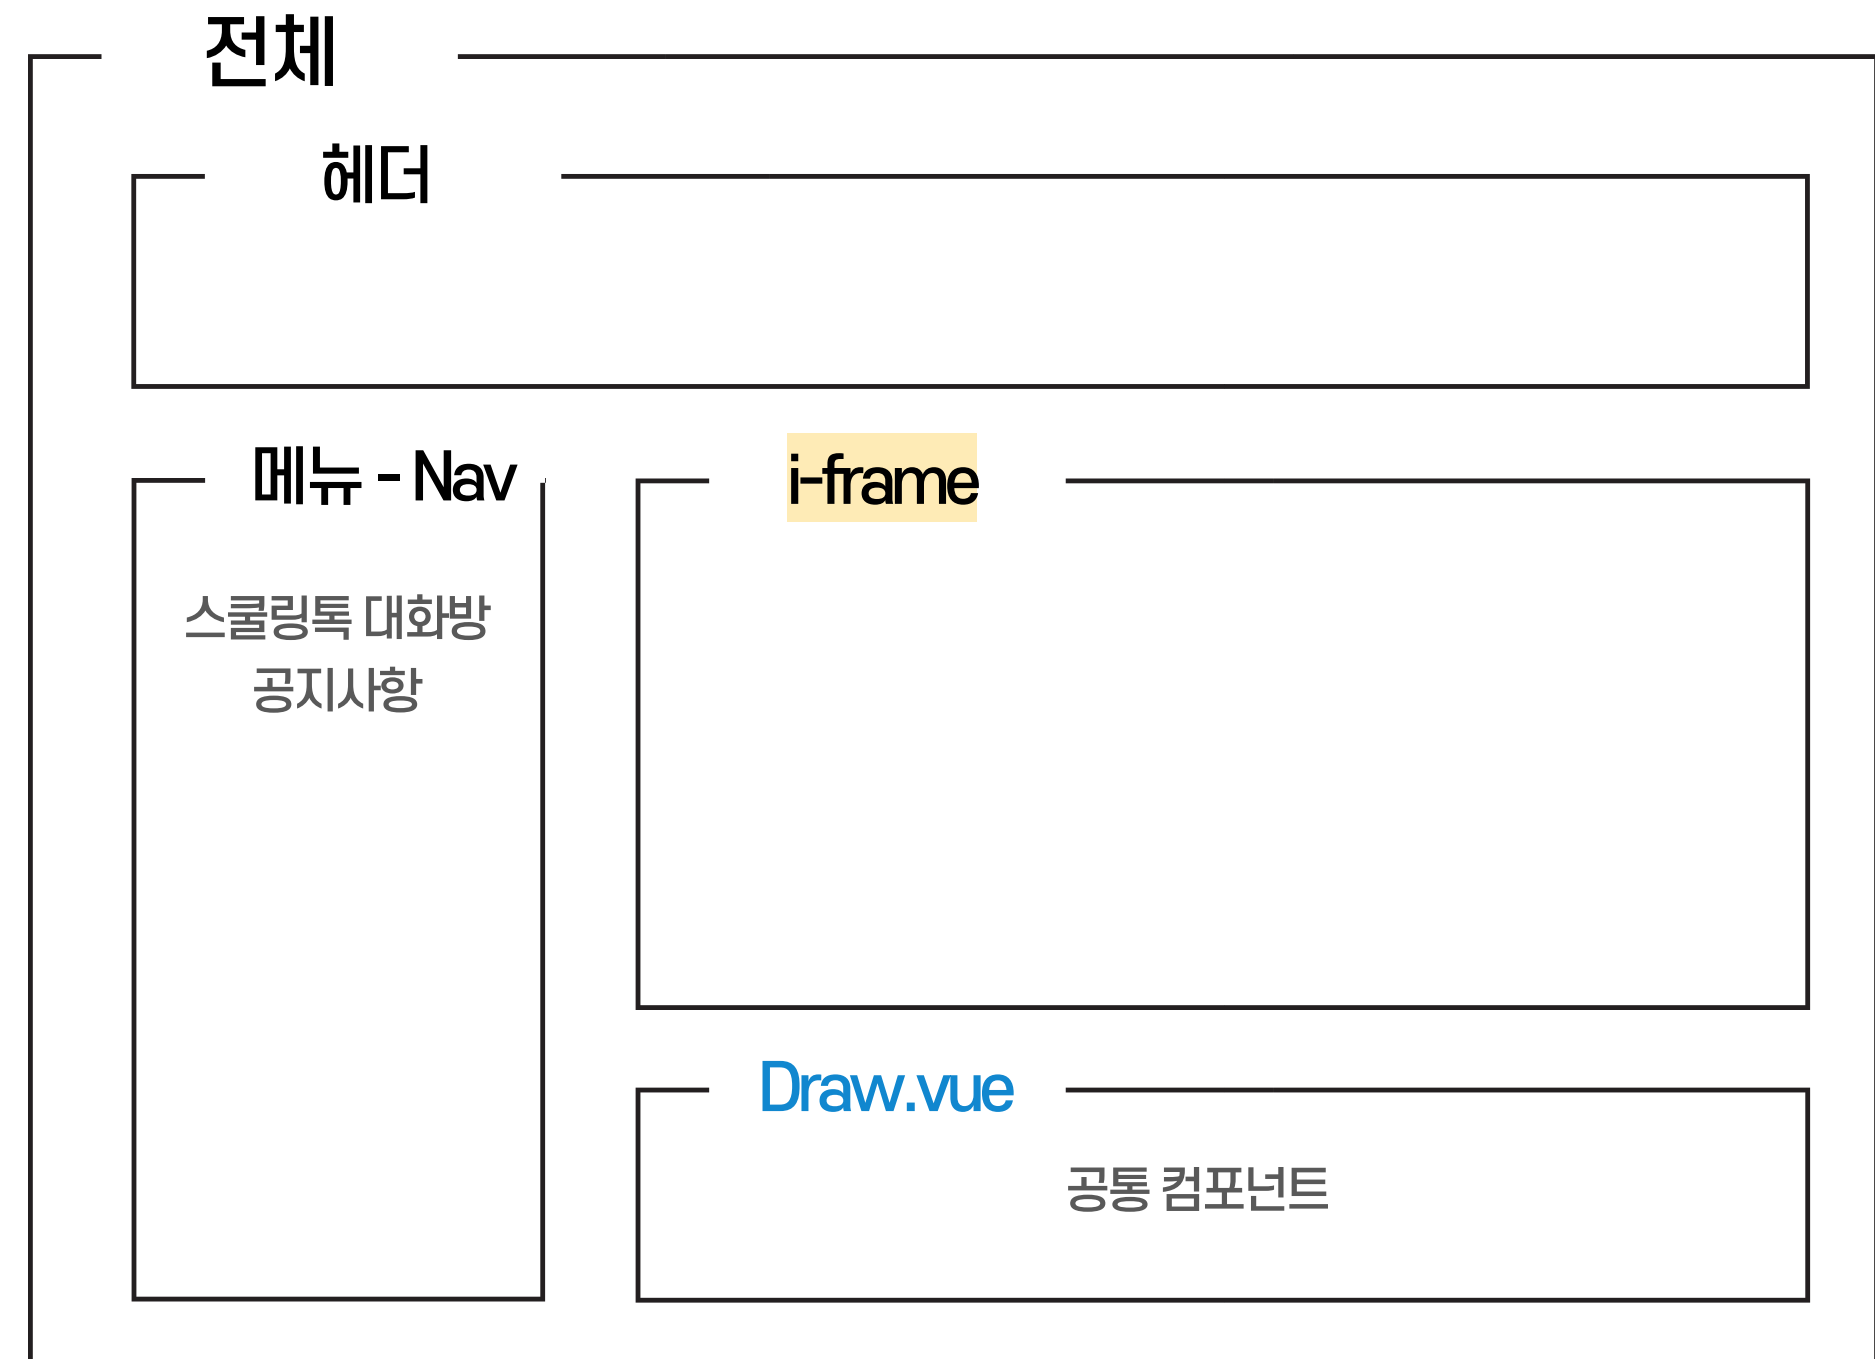 전체
헤더
메뉴 - Nav
스쿨링톡 대화방
공지사항
i-frame
Draw.vue
공통 컴포넌트